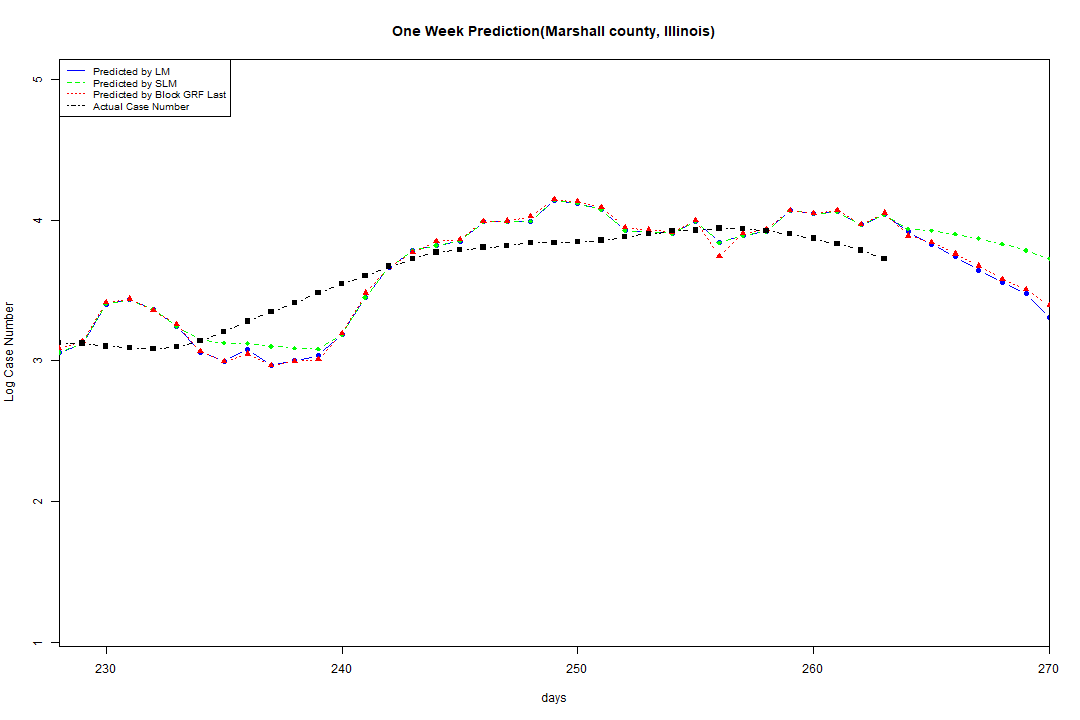 One Week Prediction(Marshall county, Illinois)
Predicted by LM
Predicted by SLM
Predicted by Block GRF Last
Actual Case Number
5
4
3
2
1
Log Case Number
230 240 250 260 270
days